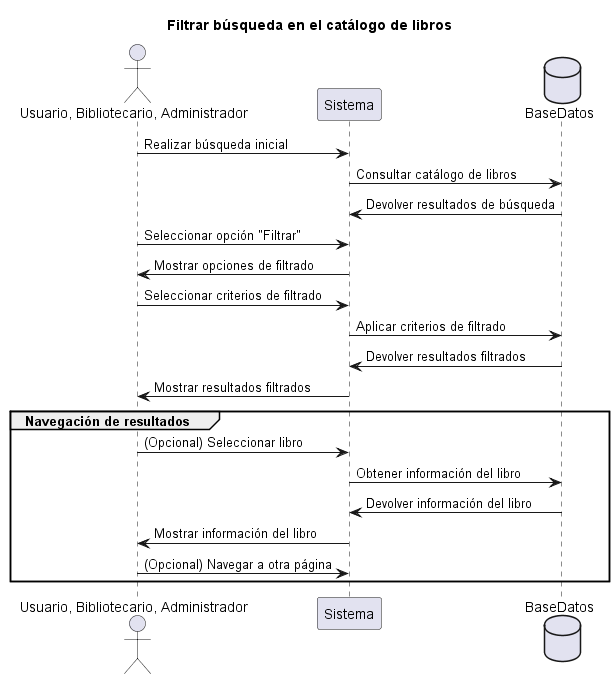 Filtrar búsqueda en el catálogo de libros
Usuario, Bibliotecario, Administrador
Sistema
BaseDatos
Realizar búsqueda inicial
Consultar catálogo de libros
Devolver resultados de búsqueda
Seleccionar opción "Filtrar"
Mostrar opciones de filtrado
Seleccionar criterios de filtrado
Aplicar criterios de filtrado
Devolver resultados filtrados
Mostrar resultados filtrados
Navegación de resultados
(Opcional) Seleccionar libro
Obtener información del libro
Devolver información del libro
Mostrar información del libro
(Opcional) Navegar a otra página
Usuario, Bibliotecario, Administrador
Sistema
BaseDatos